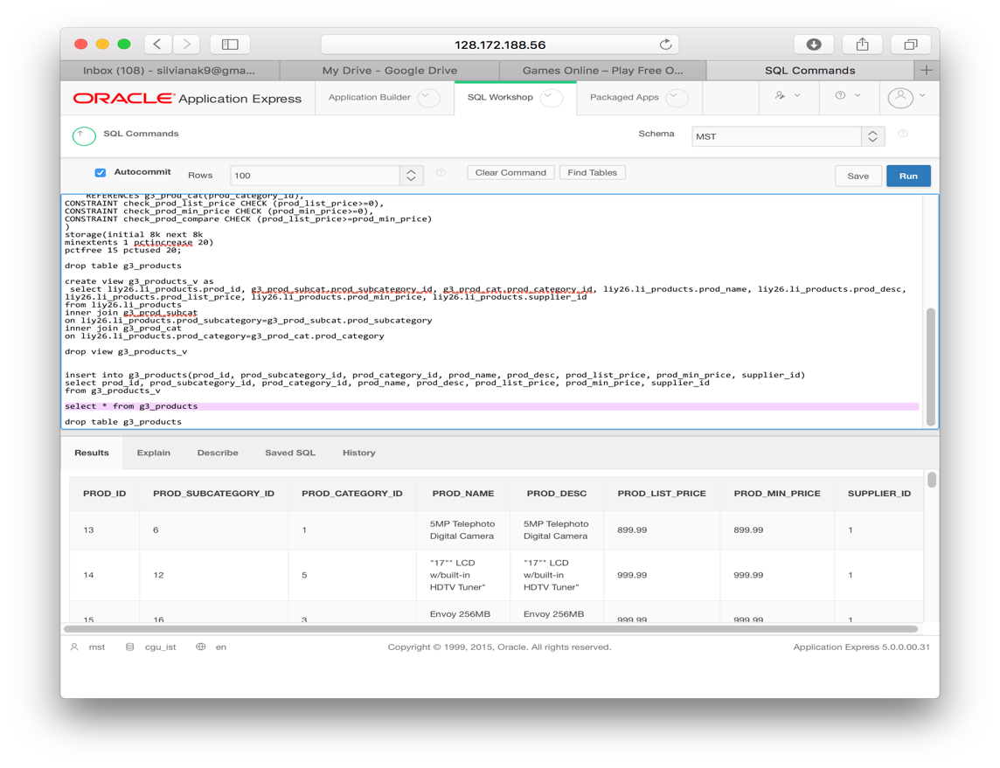 128.172.188.56
Inbox (108) - silvianak9@gma...
My Drive - Google Drive
Games Online – Play Free O...
SQL Commands
ORACLE Application Express
Application Builder
SQL Workshop
Packaged Apps
SQL Commands
Schema
MST
Autocommit
Rows
100
Clear Command
Find Tables
Save
Run
REFERENCES g3_prod_cat(prod_category_id),
CONSTRAINT check_prod_list_price CHECK (prod_list_price>=0),
CONSTRAINT check_prod_min_price CHECK (prod_min_price>=0),
CONSTRAINT check_prod_compare CHECK (prod_list_price>=prod_min_price)
)
storage(initial 8k next 8k
minextents 1 pctincrease 20)
pctfree 15 pctused 20;
drop table g3_products
create view g3_products_v as
select liy26.li_products.prod_id, g3_prod_subcat.prod_subcategory_id, g3_prod_cat.prod_category_id, liy26.li_products.prod_name, liy26.li_products.prod_desc,
liy26.li_products.prod_list_price, liy26.li_products.prod_min_price, liy26.li_products.supplier_id
from liy26.li_products
inner join g3_prod_subcat
on liy26.li_products.prod_subcategory=g3_prod_subcat.prod_subcategory
inner join g3_prod_cat
on liy26.li_products.prod_category=g3_prod_cat.prod_category
drop view g3_products_v
insert into g3_products(prod_id, prod_subcategory_id, prod_category_id, prod_name, prod_desc, prod_list_price, prod_min_price, supplier_id)
select prod_id, prod_subcategory_id, prod_category_id, prod_name, prod_desc, prod_list_price, prod_min_price, supplier_id
from g3_products_v
select * from g3_products
drop table g3_products
Results
Explain
Describe
Saved SQL
History
PROD_ID PROD_SUBCATEGORY_ID PROD_CATEGORY_ID PROD_NAME PROD_DESC PROD_LIST_PRICE PROD_MIN_PRICE SUPPLIER_ID
13 6 1 5MP Telephoto Digital Camera 5MP Telephoto Digital Camera 899.99 899.99 1
14 12 5 "17"" LCD w/built-in HDTV Tuner" "17"" LCD w/built-in HDTV Tuner" 999.99 999.99 1
15 16 3 Envoy 256MB Envoy 256MB 999.99 999.99 1
mst
cgu_ist
en
Copyright © 1999, 2015, Oracle. All rights reserved.
Application Express 5.0.0.00.31